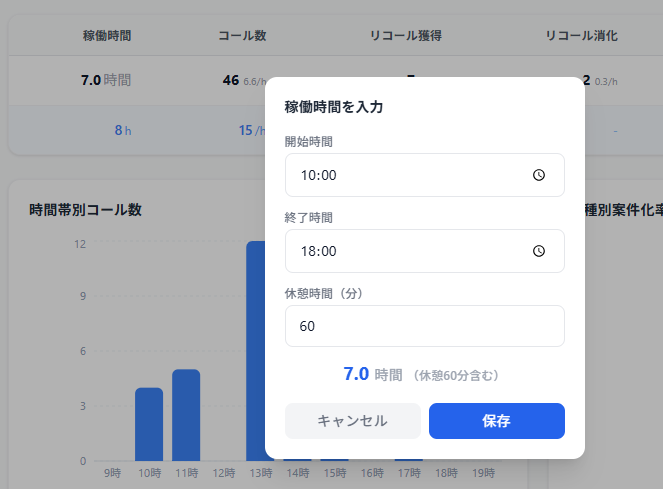 稼働時間 コール数 リコール獲得 リコール消化
7.0 時間 46 6.6/h 2 0.3/h
8 h 15 /h -
稼働時間を入力
開始時間
10:00
終了時間
18:00
休憩時間（分）
60
7.0 時間 （休憩60分含む）
キャンセル 保存
時間帯別コール数
種別案件化率
12
9
6
3
0
9時 10時 11時 12時 13時 14時 15時 16時 17時 18時 19時